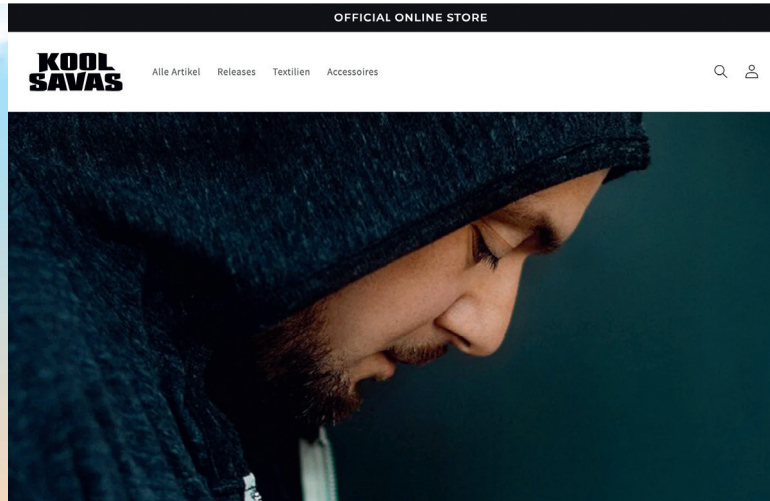 OFFICIAL ONLINE STORE
KOOL
SAVAS
Alle Artikel Releases Textilien Accessoires